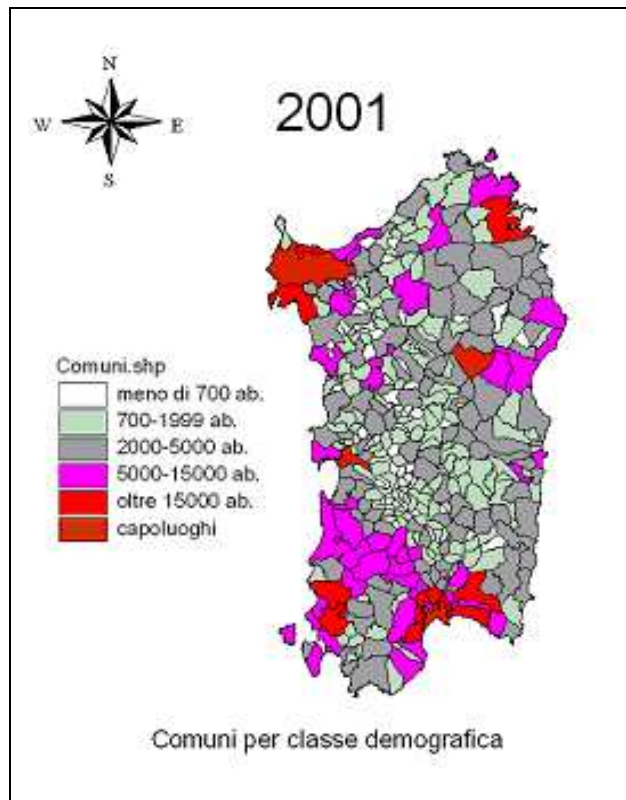 N
W E
S
2001
Comuni.shp
meno di 700 ab.
700-1999 ab.
2000-5000 ab.
5000-15000 ab.
oltre 15000 ab.
capoluoghi
Comuni per classe demografica